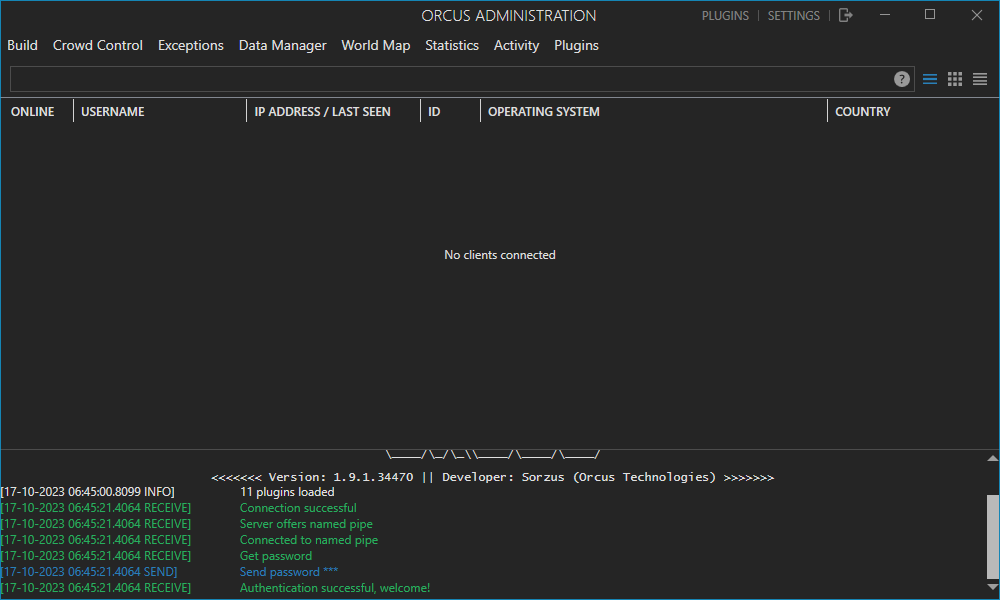 ORCUS ADMINISTRATION
PLUGINS | SETTINGS |
Build Crowd Control Exceptions Data Manager World Map Statistics Activity Plugins
?
ONLINE USERNAME IP ADDRESS / LAST SEEN ID OPERATING SYSTEM COUNTRY
No clients connected
\____/\_/\_\\____/\____/\____/
<<<<<<< Version: 1.9.1.34470 || Developer: Sorzus (Orcus Technologies) >>>>>>>
[17-10-2023 06:45:00.8099 INFO] 11 plugins loaded
[17-10-2023 06:45:21.4064 RECEIVE] Connection successful
[17-10-2023 06:45:21.4064 RECEIVE] Server offers named pipe
[17-10-2023 06:45:21.4064 RECEIVE] Connected to named pipe
[17-10-2023 06:45:21.4064 RECEIVE] Get password
[17-10-2023 06:45:21.4064 SEND] Send password ***
[17-10-2023 06:45:21.4064 RECEIVE] Authentication successful, welcome!